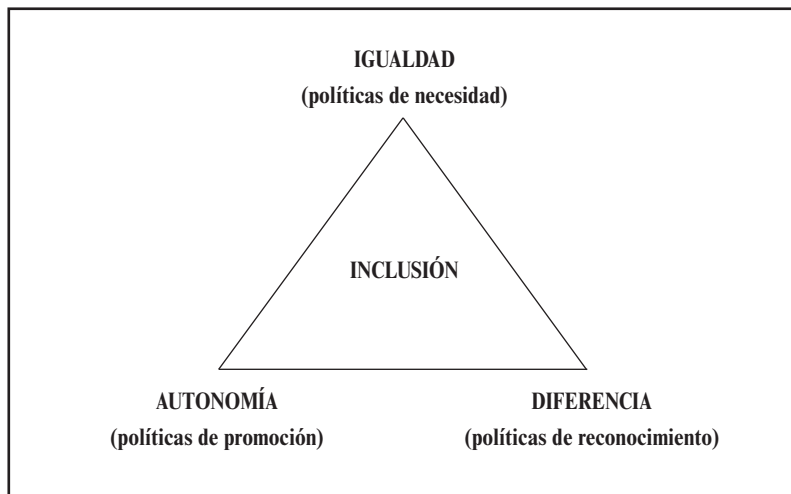 IGUALDAD
(políticas de necesidad)
INCLUSIÓN
AUTONOMÍA
(políticas de promoción)
DIFERENCIA
(políticas de reconocimiento)